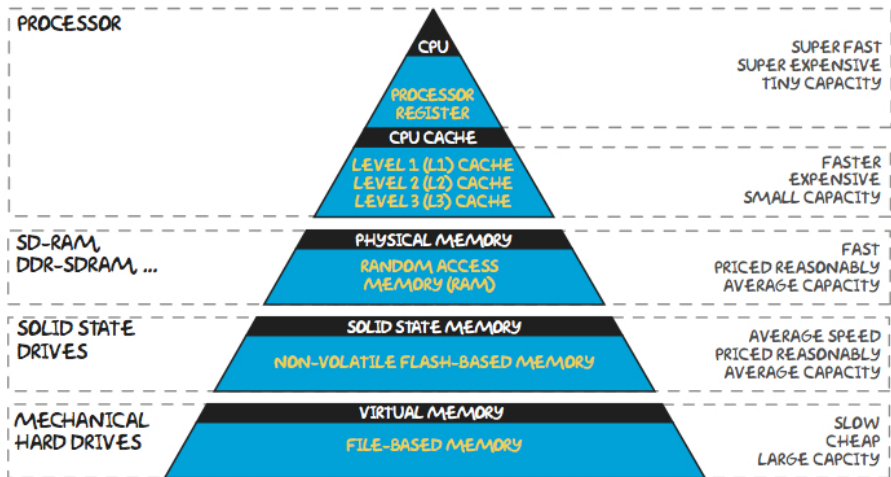 PROCESSOR
CPU
SUPER FAST
SUPER EXPENSIVE
TINY CAPACITY
PROCESSOR
REGISTER
CPU CACHE
LEVEL 1 (L1) CACHE
LEVEL 2 (L2) CACHE
LEVEL 3 (L3) CACHE
FASTER
EXPENSIVE
SMALL CAPACITY
SD-RAM,
DDR-SDRAM, ...
PHYSICAL MEMORY
RANDOM ACCESS
MEMORY (RAM)
FAST
PRICED REASONABLY
AVERAGE CAPACITY
SOLID STATE
DRIVES
SOLID STATE MEMORY
NON-VOLATILE FLASH-BASED MEMORY
AVERAGE SPEED
PRICED REASONABLY
AVERAGE CAPACITY
MECHANICAL
HARD DRIVES
VIRTUAL MEMORY
FILE-BASED MEMORY
SLOW
CHEAP
LARGE CAPCITY